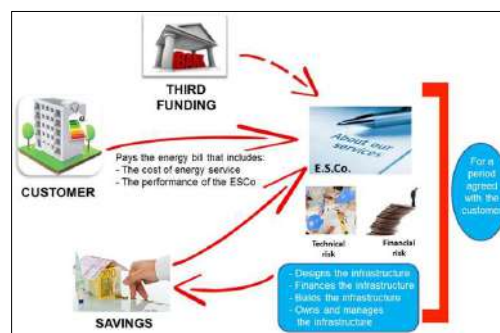 BANK
THIRD
FUNDING
About our
services
E.S.Co.
CUSTOMER
Pays the energy bill that includes:
- The cost of energy service
- The performance of the ESCo
Technical
risk
Financial
risk
For a
period
agreed
with the
customer
SAVINGS
- Designs the infrastructure
- Finances the infrastructure
- Builds the infrastructure
- Owns and manages
the infrastructure